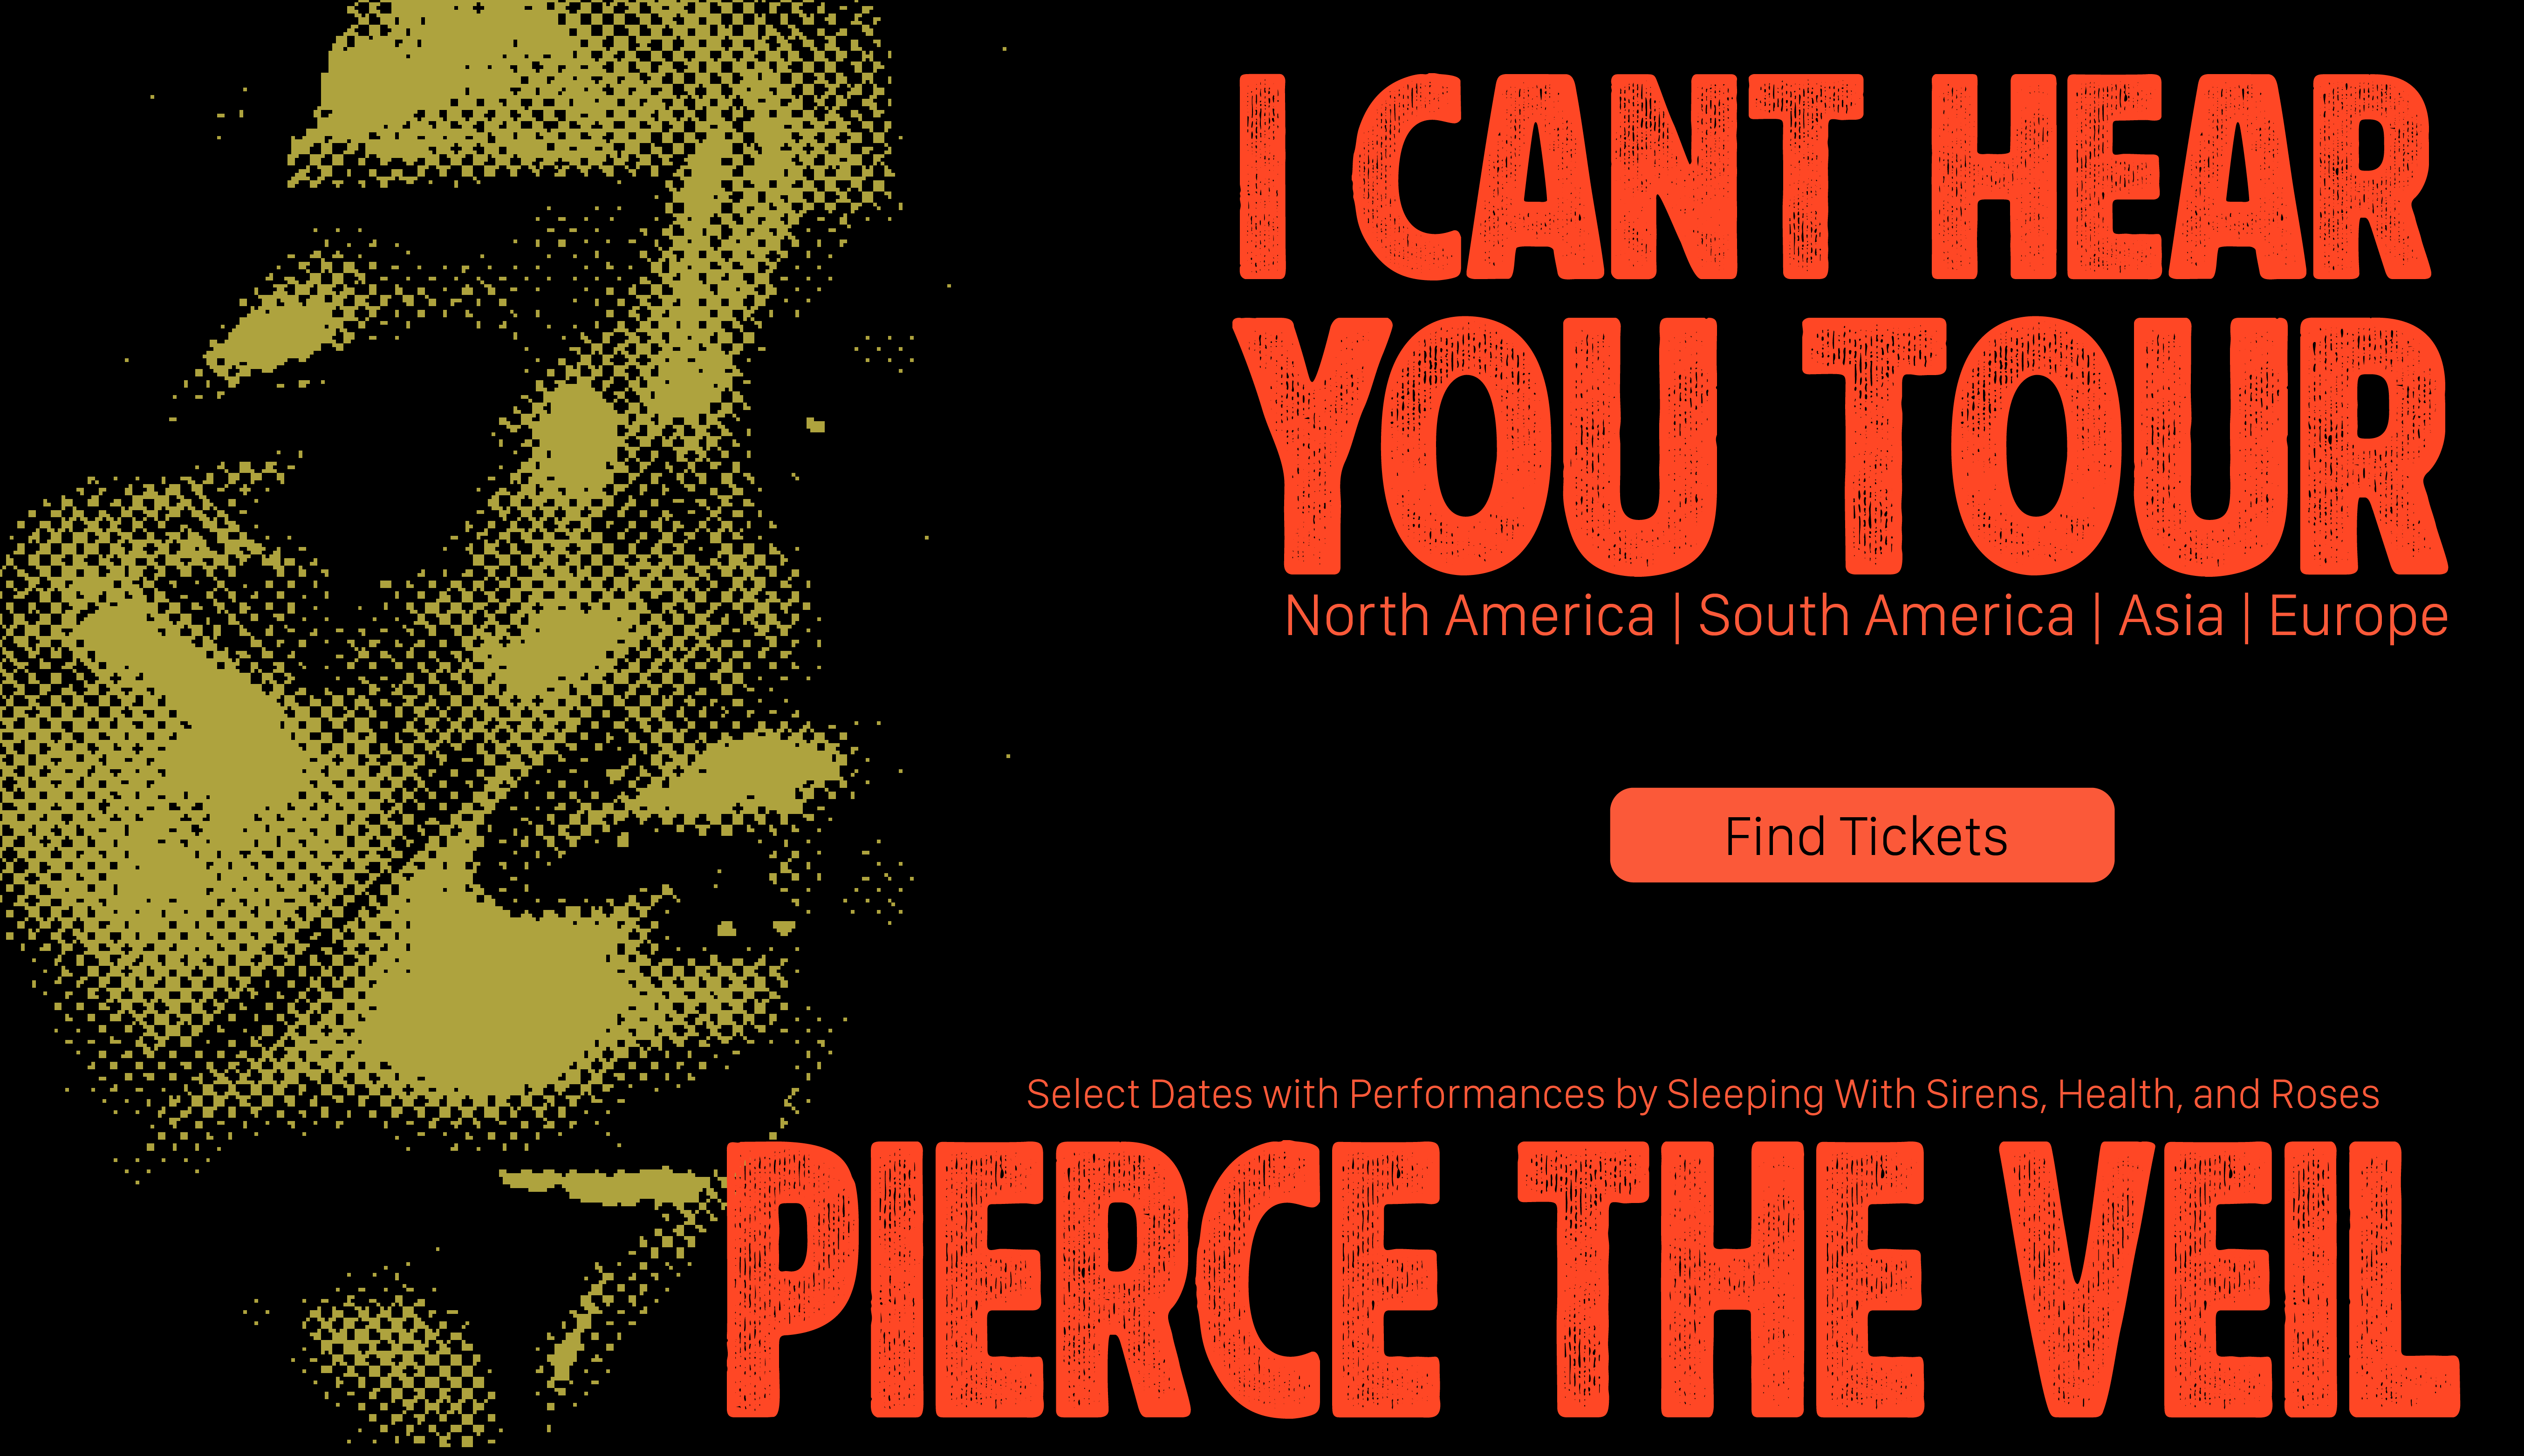 I CANT HEAR
YOU TOUR
North America | South America | Asia | Europe
Find Tickets
Select Dates with Performances by Sleeping With Sirens, Health, and Roses
PIERCE THE VEIL